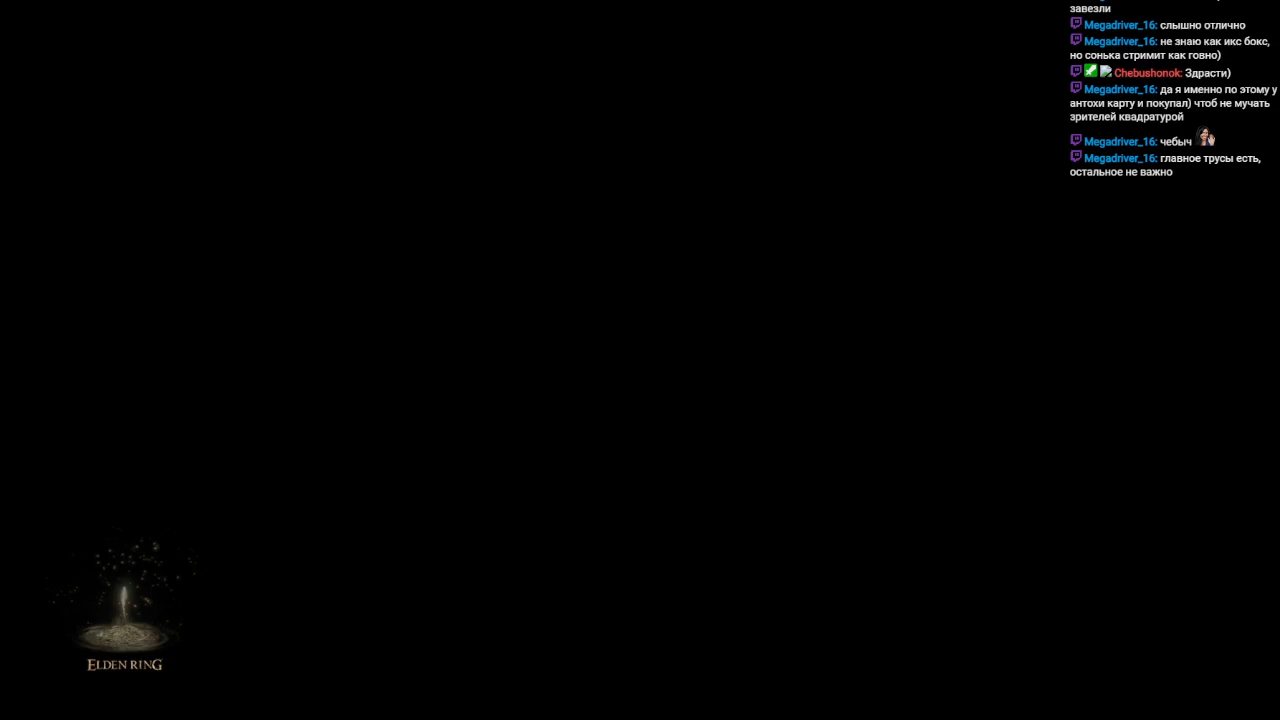 завезли
Megadriver_16: слышно отлично
Megadriver_16: не знаю как икс бокс,
но сонька стримит как говно)
Chebushonok: Здрасти)
Megadriver_16: да я именно по этому у
антохи карту и покупал) чтоб не мучать
зрителей квадратурой
Megadriver_16: чебыч
Megadriver_16: главное трусы есть,
остальное не важно
ELDEN RING